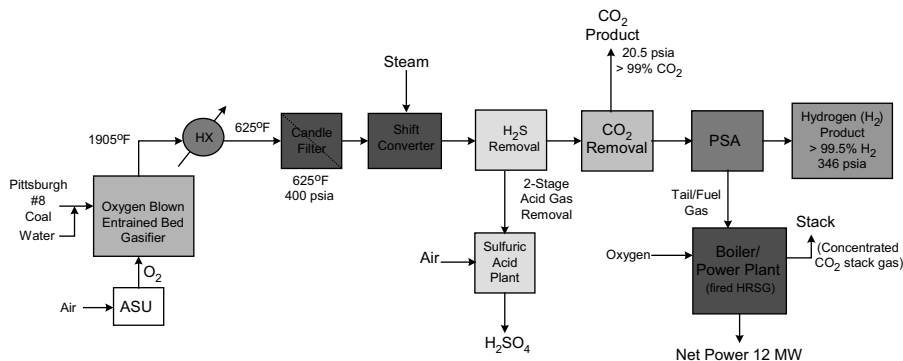 CO2
Product
20.5 psia
> 99% CO2
Steam
1905ºF
HX
625ºF
Candle
Filter
625ºF
400 psia
Shift
Converter
H2S
Removal
CO2
Removal
PSA
Hydrogen (H2)
Product
> 99.5% H2
346 psia
2-Stage
Acid Gas
Removal
Tail/Fuel
Gas
Pittsburgh
#8
Coal
Water
Oxygen Blown
Entrained Bed
Gasifier
O2
Air
ASU
Air
Sulfuric
Acid
Plant
H2SO4
Oxygen
Boiler/
Power Plant
(fired HRSG)
Stack
(Concentrated
CO2 stack gas)
Net Power 12 MW